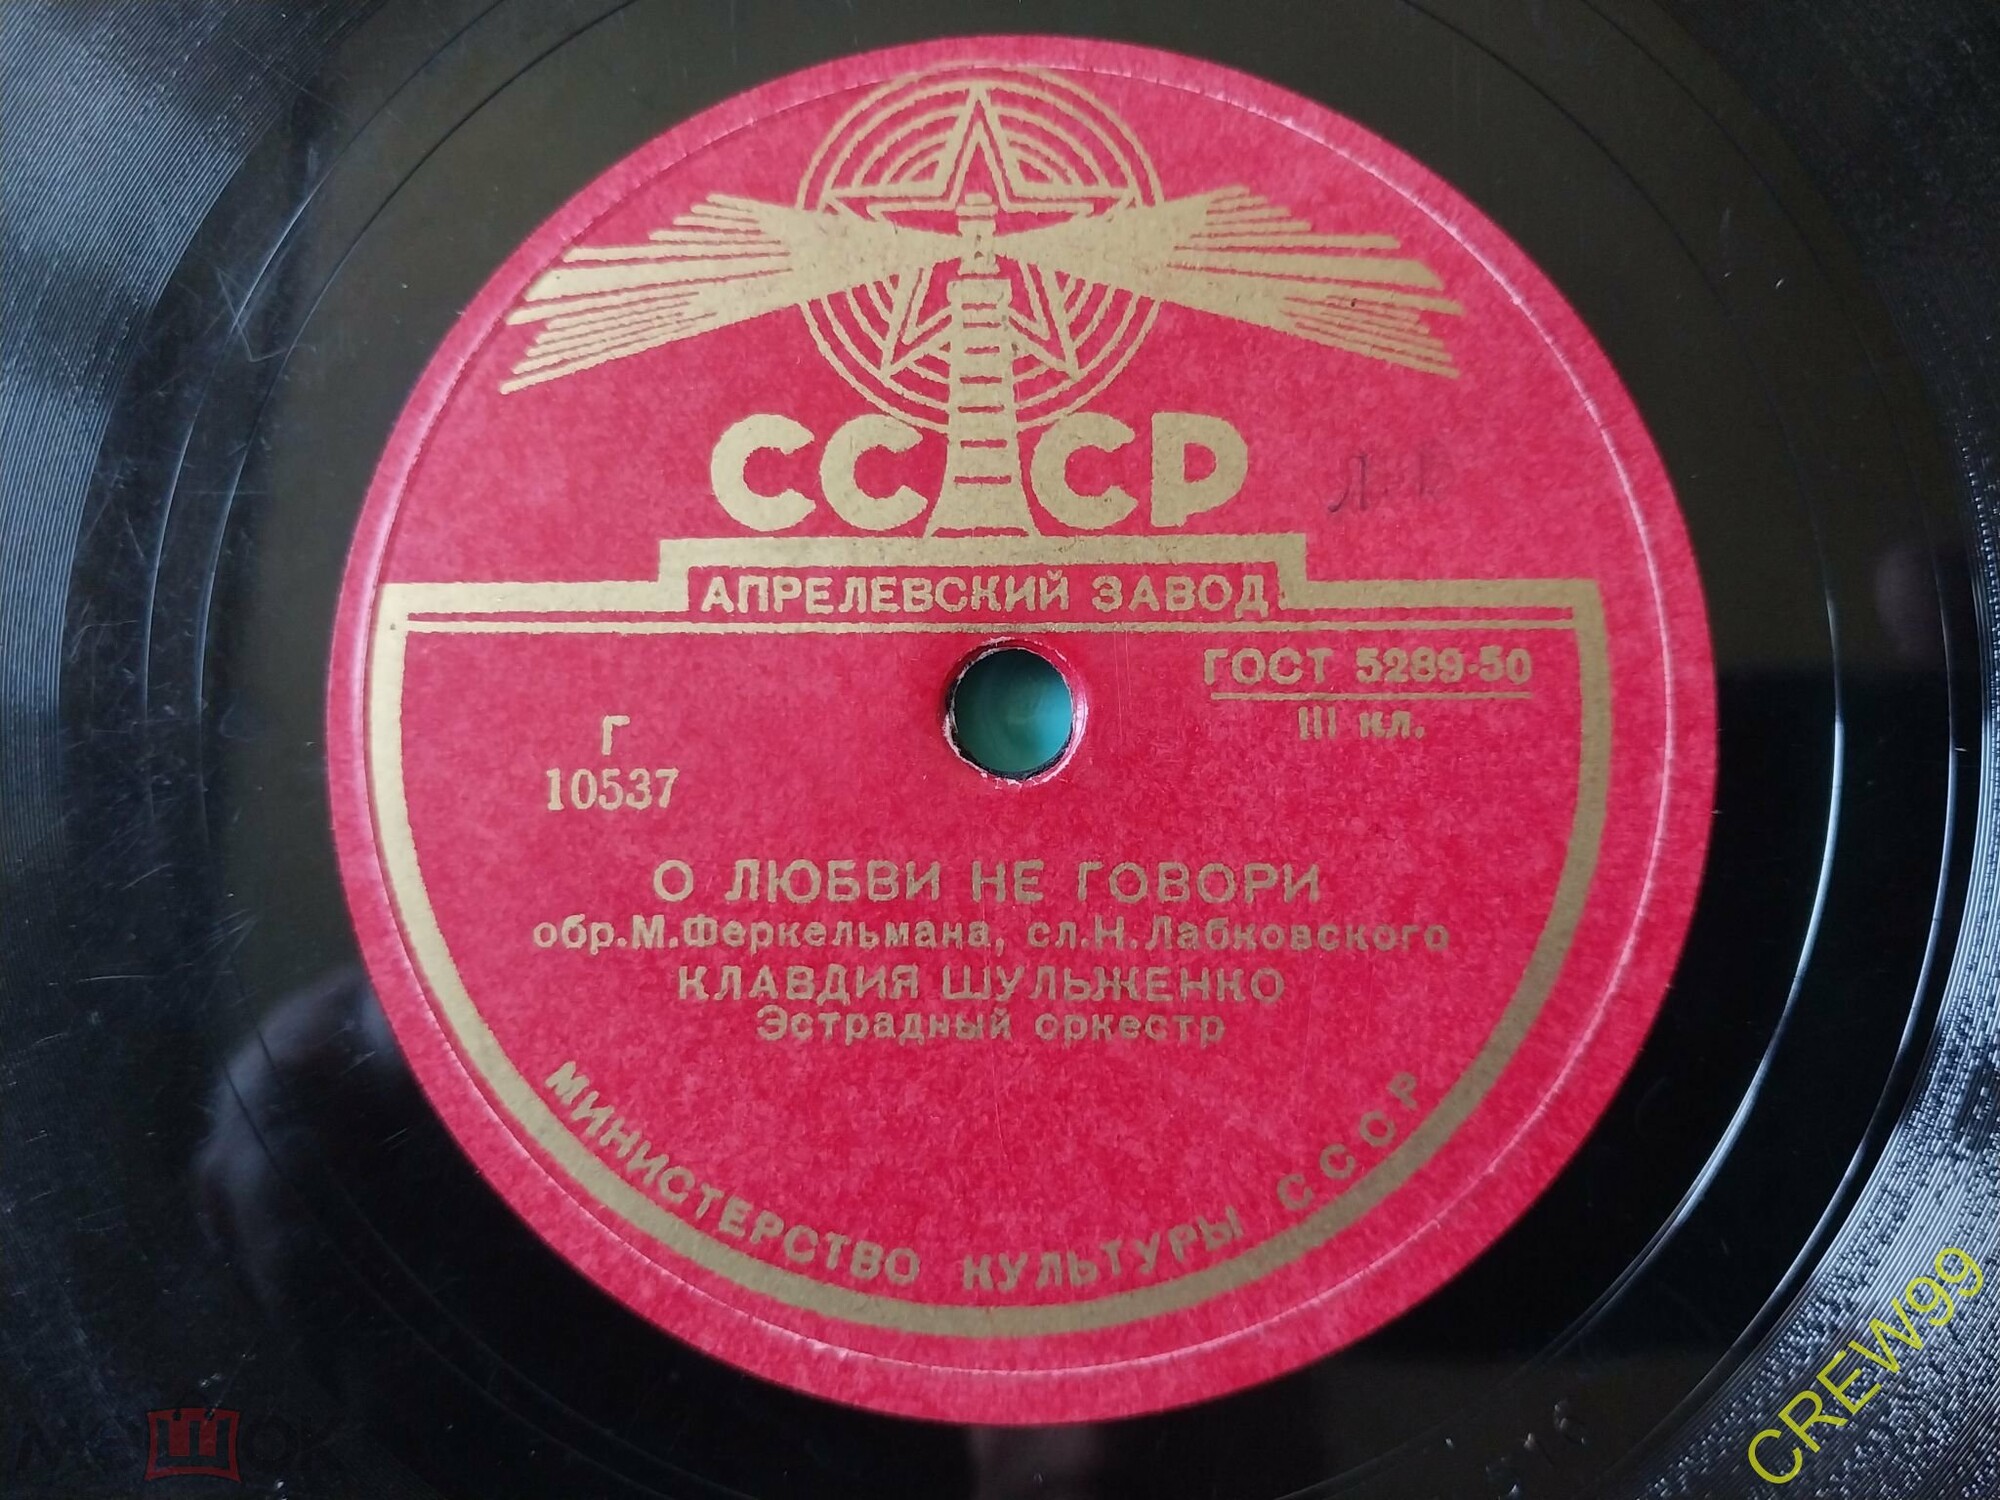 СССР
АПРЕЛЕВСКИЙ ЗАВОД
ГОСТ 5289-50
III кл.
Г
10537
О ЛЮБВИ НЕ ГОВОРИ
обр.М.Феркельмана, сл.Н.Лабковского
КЛАВДИЯ ШУЛЬЖЕНКО
Эстрадный оркестр
МИНИСТЕРСТВО КУЛЬТУРЫ СССР
CREW99
мешок